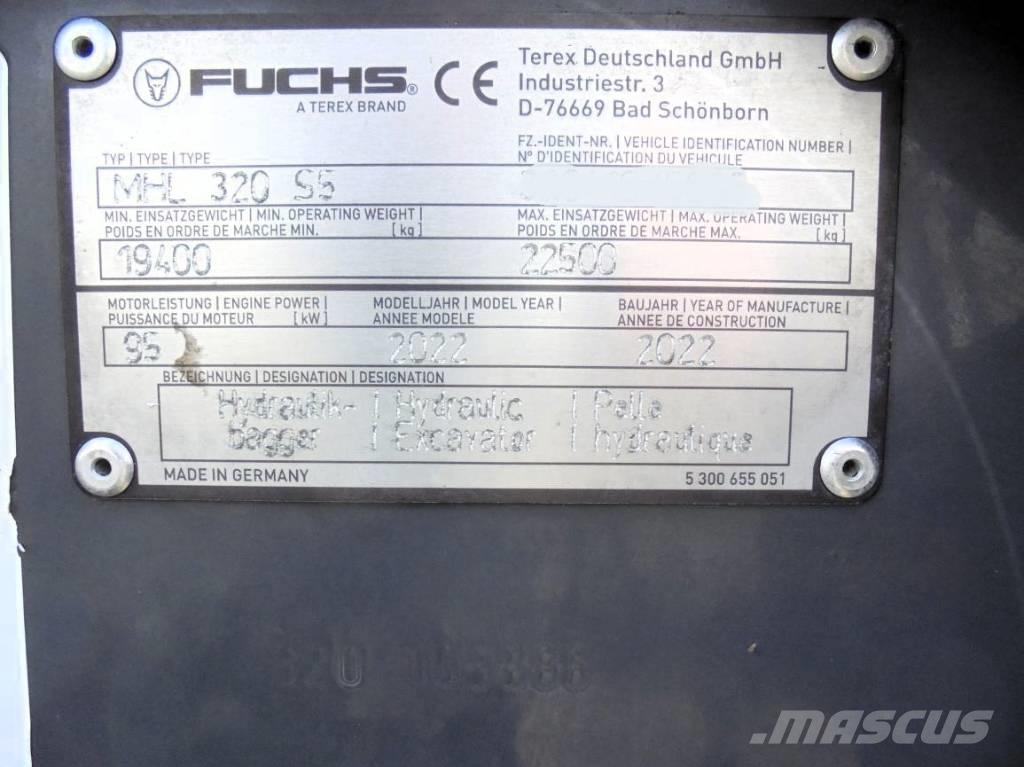 FUCHS®
A TEREX BRAND
CE
Terex Deutschland GmbH
Industriestr. 3
D-76669 Bad Schönborn
TYP | TYPE | TYPE
FZ.-IDENT-NR. | VEHICLE IDENTIFICATION NUMBER |
N° D'IDENTIFICATION DU VEHICULE
MHL 320 S5
MIN. EINSATZGEWICHT | MIN. OPERATING WEIGHT |
POIDS EN ORDRE DE MARCHE MIN. [kg]
MAX. EINSATZGEWICHT | MAX. OPERATING WEIGHT |
POIDS EN ORDRE DE MARCHE MAX. [kg]
19400
22500
MOTORLEISTUNG | ENGINE POWER |
PUISSANCE DU MOTEUR [kW]
MODELLJAHR | MODEL YEAR |
ANNEE MODELE
BAUJAHR | YEAR OF MANUFACTURE |
ANNEE DE CONSTRUCTION
95
2022
2022
BEZEICHNUNG | DESIGNATION | DESIGNATION
Hydraulik- | Hydraulic | Pelle
bagger | Excavator | hydraulique
MADE IN GERMANY
5 300 655 051
320
MASCUS